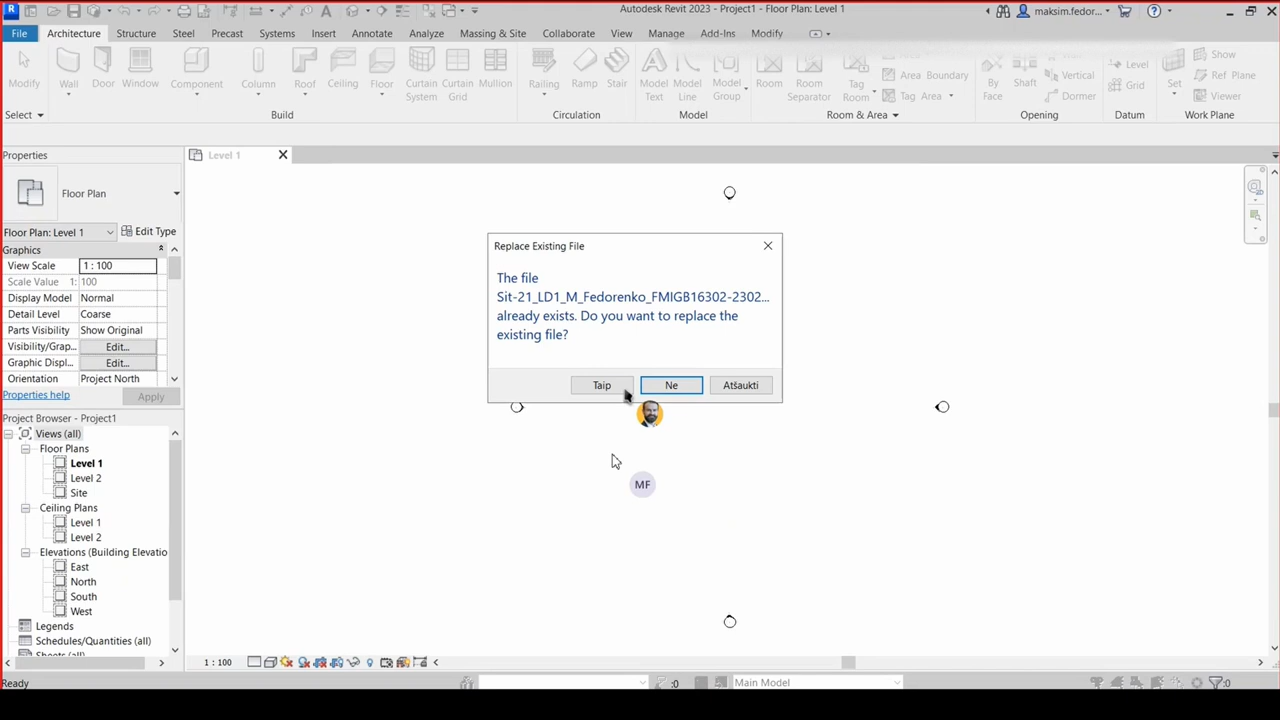 Autodesk Revit 2023 - Project1 - Floor Plan: Level 1
maksim.fedor...
File Architecture Structure Steel Precast Systems Insert Annotate Analyze Massing & Site Collaborate View Manage Add-Ins Modify
Modify Wall Door Window Component Column Roof Ceiling Floor Curtain System Curtain Grid Mullion Railing Ramp Stair Model Text Model Line Model Group Room Room Separator Tag Room Area Boundary Tag Area By Face Shaft Vertical Dormer Level Grid Set Show Ref Plane Viewer
Select Build Circulation Model Room & Area Opening Datum Work Plane
Properties
Level 1
Floor Plan
Floor Plan: Level 1 Edit Type
Graphics
View Scale 1 : 100
Scale Value 1: 100
Display Model Normal
Detail Level Coarse
Parts Visibility Show Original
Visibility/Grap... Edit...
Graphic Displ... Edit...
Orientation Project North
Properties help Apply
Project Browser - Project1
Views (all)
Floor Plans
Level 1
Level 2
Site
Ceiling Plans
Level 1
Level 2
Elevations (Building Elevatio
East
North
South
West
Legends
Schedules/Quantities (all)
Sheets (all)
Replace Existing File
The file
Sit-21_LD1_M_Fedorenko_FMIGB16302-2302...
already exists. Do you want to replace the
existing file?
Taip Ne Atšaukti
MF
1 : 100
Ready
:0
Main Model
:0